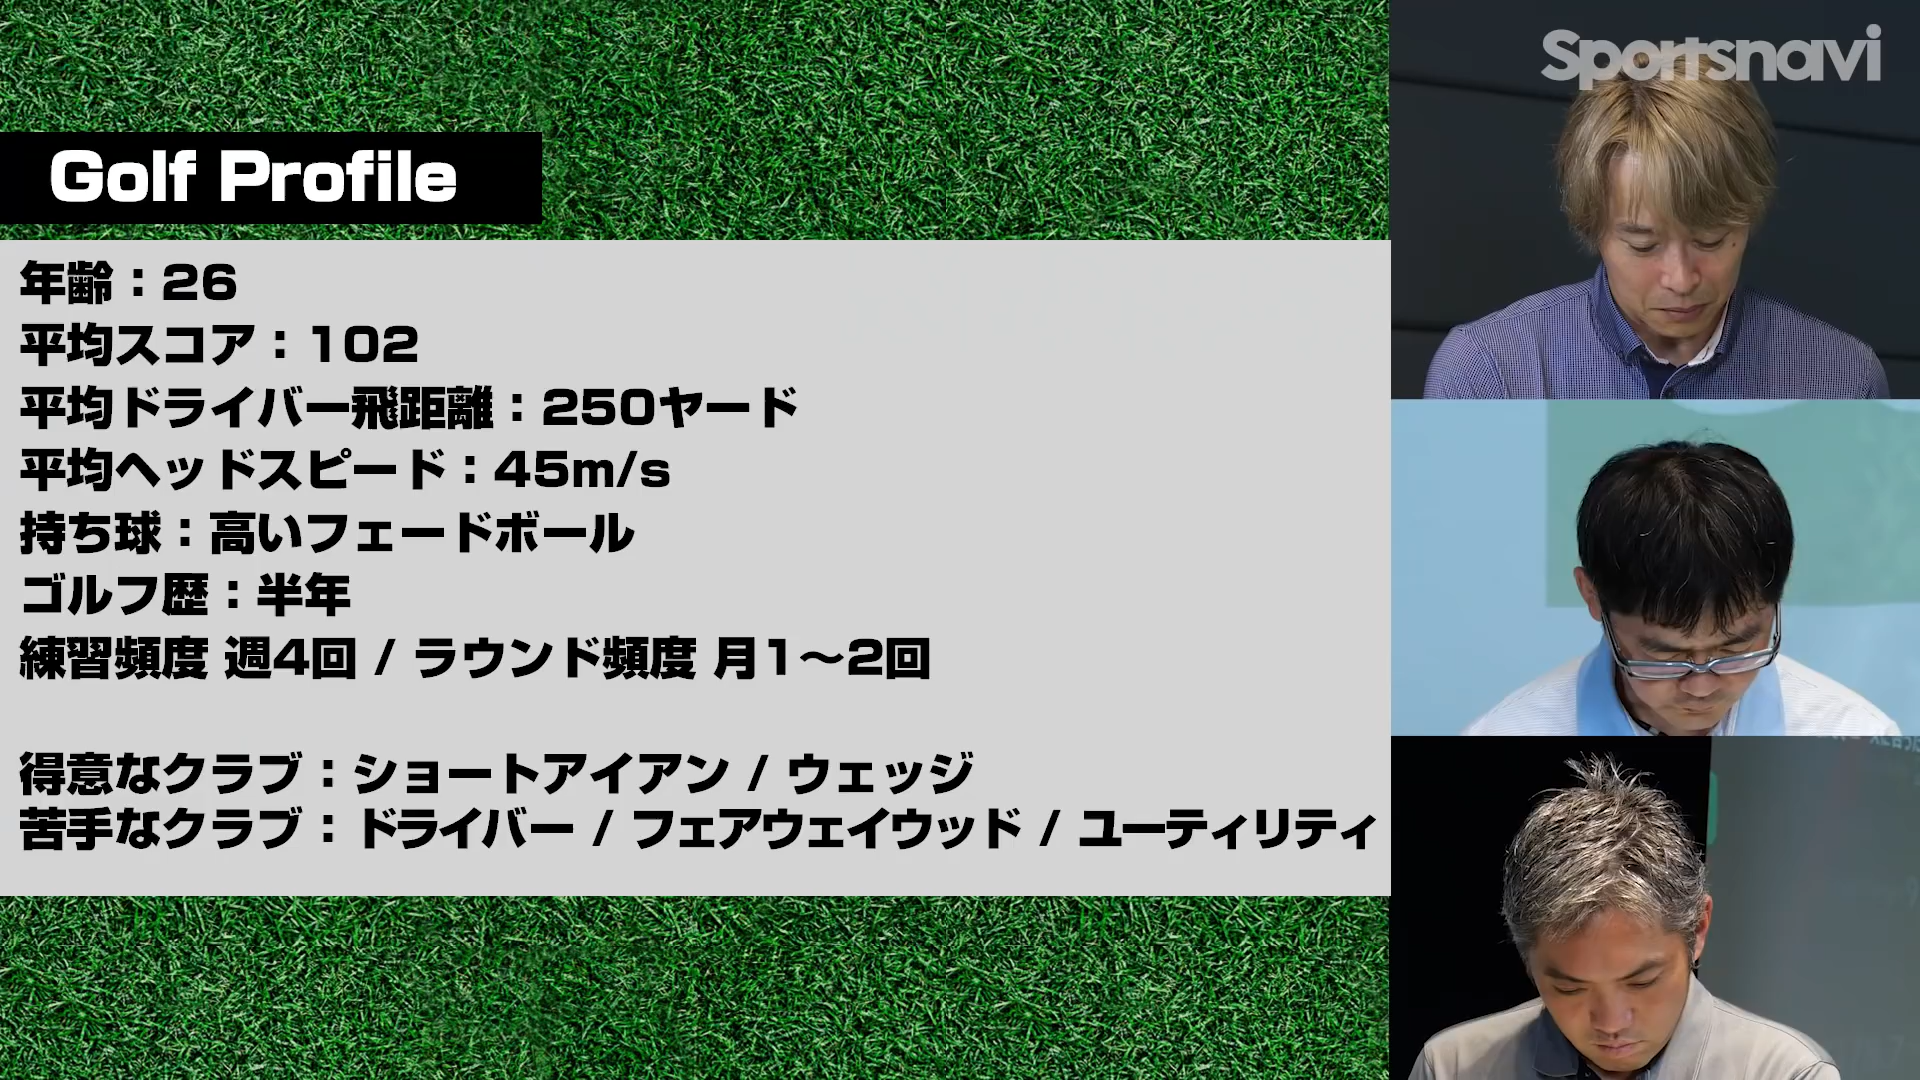 Sportsnavi
Golf Profile
年齢：26
平均スコア：102
平均ドライバー飛距離：250ヤード
平均ヘッドスピード：45m/s
持ち球：高いフェードボール
ゴルフ歴：半年
練習頻度 週4回 / ラウンド頻度 月1～2回
得意なクラブ：ショートアイアン / ウェッジ
苦手なクラブ：ドライバー / フェアウェイウッド / ユーティリティ